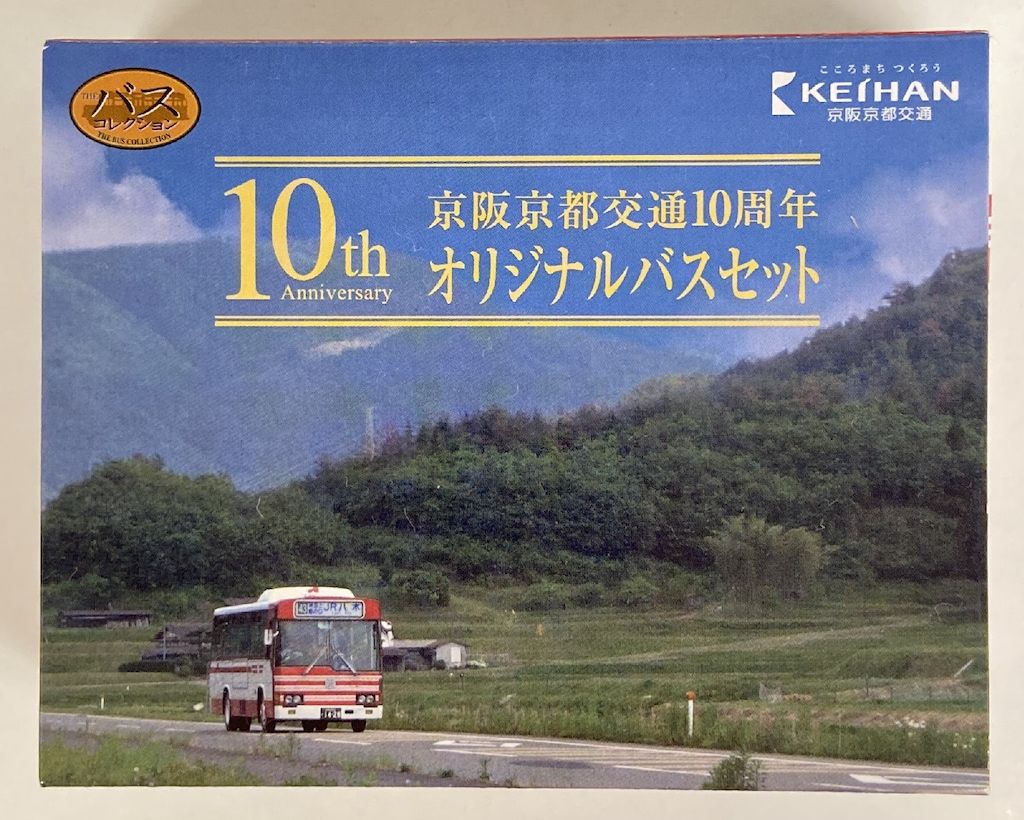 THE
バス
コレクション
THE BUS COLLECTION
こころまち つくろう
KEIHAN
京阪京都交通
10th
Anniversary
京阪京都交通10周年
オリジナルバスセット
JR八木